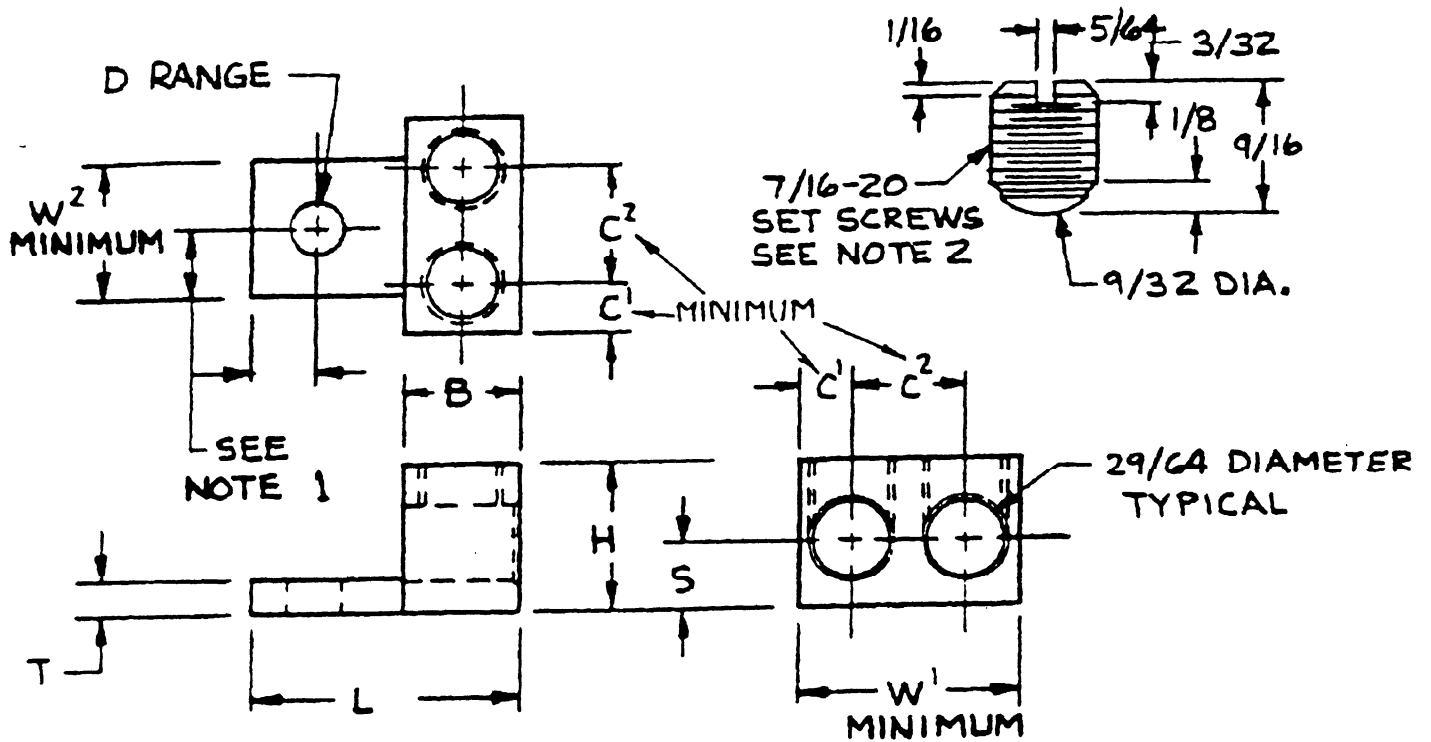 1/16
5/64
3/32
D RANGE
1/8
9/16
7/16-20
SET SCREWS
SEE NOTE 2
9/32 DIA.
W²
MINIMUM
C²
C¹
MINIMUM
B
C¹
C²
SEE
NOTE 1
29/64 DIAMETER
TYPICAL
H
S
T
L
W¹
MINIMUM